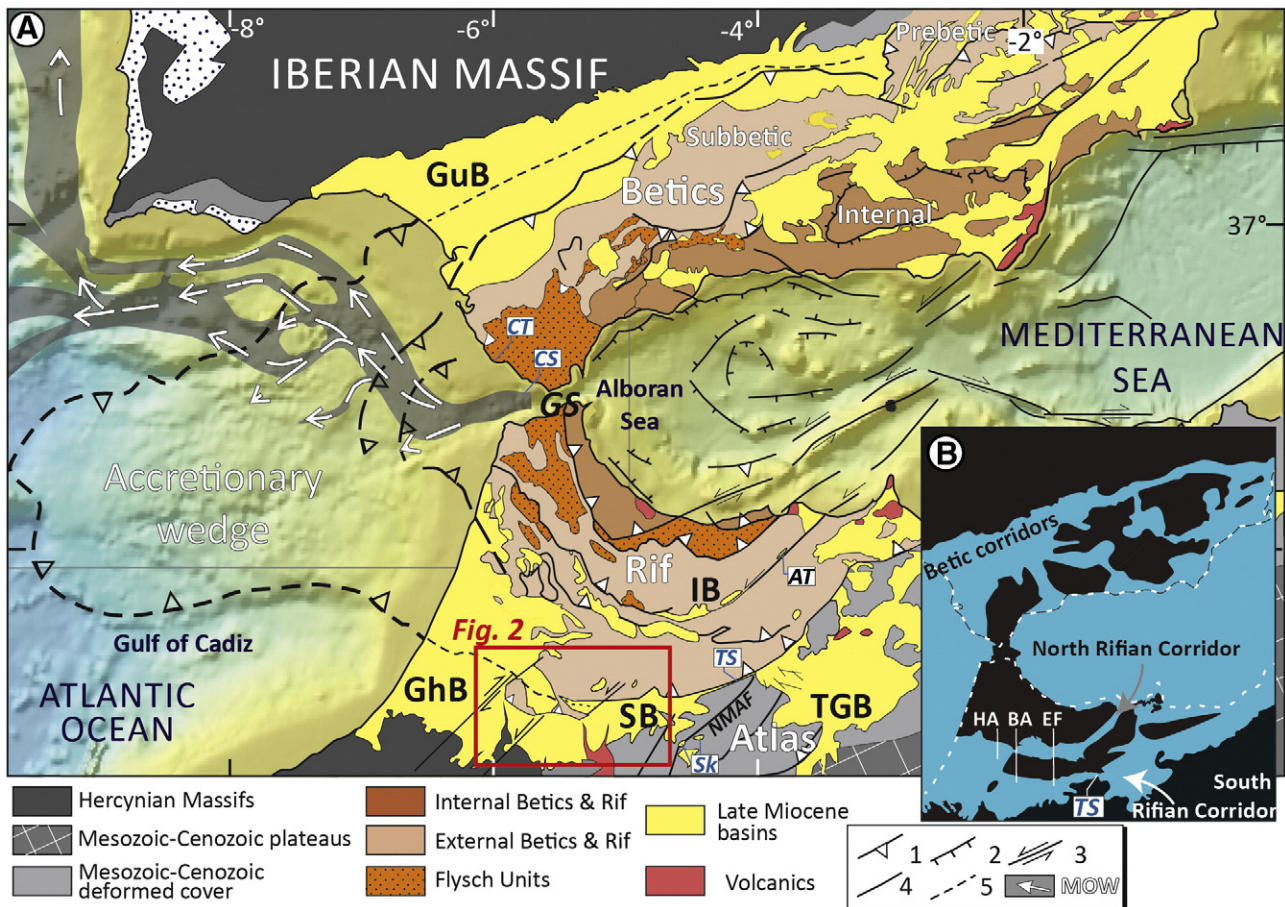 A
-8°
-6°
-4°
-2°
Prebetic
IBERIAN MASSIF
Subbetic
GuB
Betics
Internal
37°
CT
CS
GS
Alboran
Sea
MEDITERRANEAN
SEA
Accretionary
wedge
Rif
IB
AT
Gulf of Cadiz
Fig. 2
ATLANTIC
OCEAN
GhB
SB
TS
NMAF
Atlas
TGB
Sk
B
Betic corridors
North Rifian Corridor
HA
BA
EF
TS
South
Rifian Corridor
Hercynian Massifs
Mesozoic-Cenozoic plateaus
Mesozoic-Cenozoic
deformed cover
Internal Betics & Rif
External Betics & Rif
Flysch Units
Late Miocene
basins
Volcanics
1
2
3
4
5
MOW